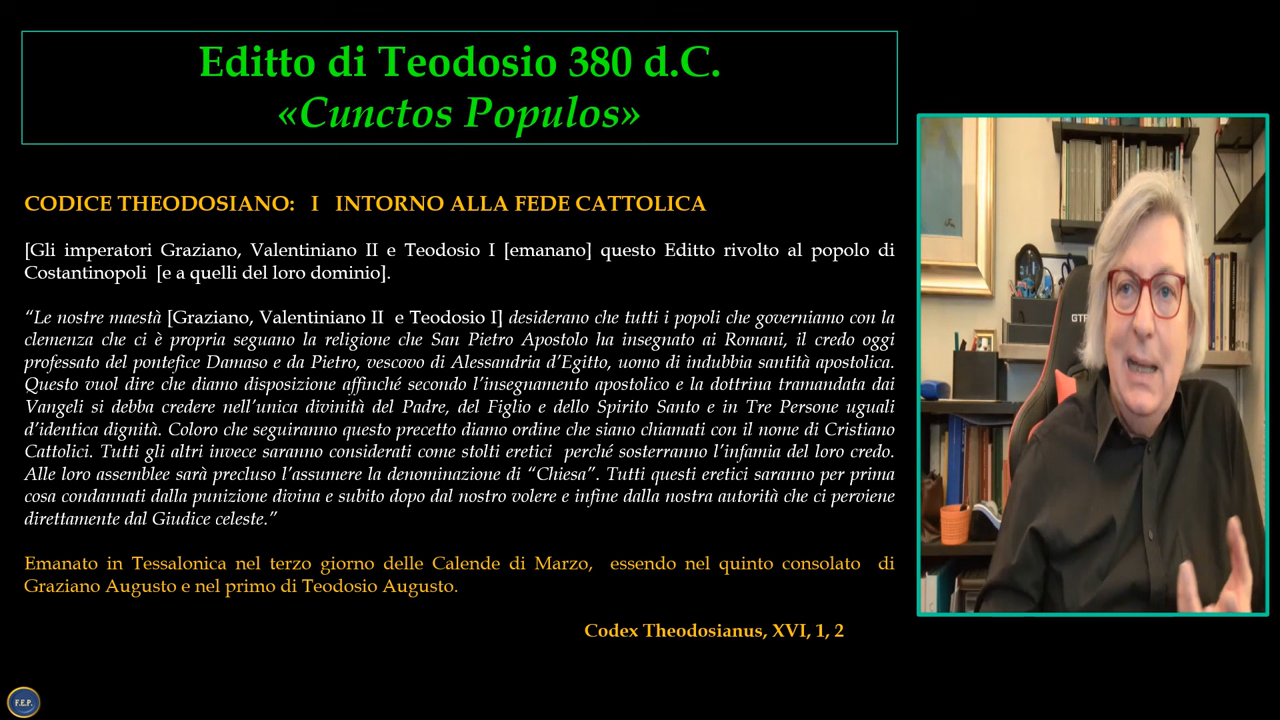 Editto di Teodosio 380 d.C.
«Cunctos Populos»
CODICE THEODOSIANO: I INTORNO ALLA FEDE CATTOLICA
[Gli imperatori Graziano, Valentiniano II e Teodosio I [emanano] questo Editto rivolto al popolo di
Costantinopoli [e a quelli del loro dominio].
“Le nostre maestà [Graziano, Valentiniano II e Teodosio I] desiderano che tutti i popoli che governiamo con la
clemenza che ci è propria seguano la religione che San Pietro Apostolo ha insegnato ai Romani, il credo oggi
professato del pontefice Damaso e da Pietro, vescovo di Alessandria d’Egitto, uomo di indubbia santità apostolica.
Questo vuol dire che diamo disposizione affinché secondo l’insegnamento apostolico e la dottrina tramandata dai
Vangeli si debba credere nell’unica divinità del Padre, del Figlio e dello Spirito Santo e in Tre Persone uguali
d’identica dignità. Coloro che seguiranno questo precetto diamo ordine che siano chiamati con il nome di Cristiano
Cattolici. Tutti gli altri invece saranno considerati come stolti eretici perché sosterranno l’infamia del loro credo.
Alle loro assemblee sarà precluso l’assumere la denominazione di “Chiesa”. Tutti questi eretici saranno per prima
cosa condannati dalla punizione divina e subito dopo dal nostro volere e infine dalla nostra autorità che ci perviene
direttamente dal Giudice celeste.”
Emanato in Tessalonica nel terzo giorno delle Calende di Marzo, essendo nel quinto consolato di
Graziano Augusto e nel primo di Teodosio Augusto.
Codex Theodosianus, XVI, 1, 2
GTP
F.E.P.